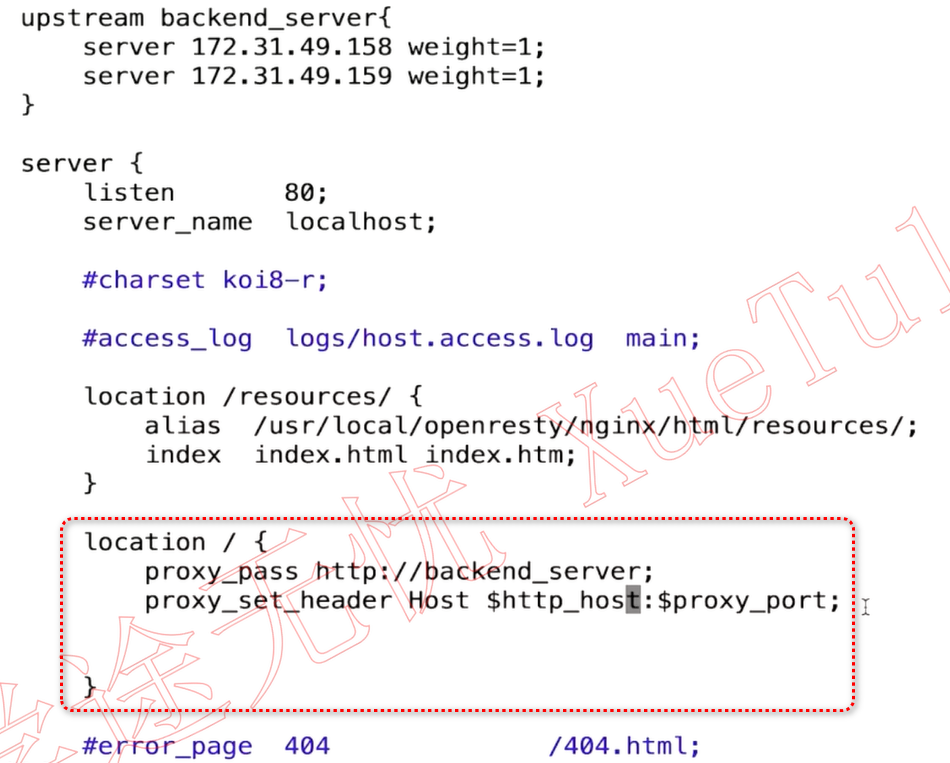 upstream backend_server{
    server 172.31.49.158 weight=1;
    server 172.31.49.159 weight=1;
}

server {
    listen       80;
    server_name  localhost;

    #charset koi8-r;

    #access_log  logs/host.access.log  main;

    location /resources/ {
        alias  /usr/local/openresty/nginx/html/resources/;
        index  index.html index.htm;
    }

    location / {
        proxy_pass http://backend_server;
        proxy_set_header Host $http_host:$proxy_port;


    }

    #error_page  404              /404.html;
学途无忧 XueTu